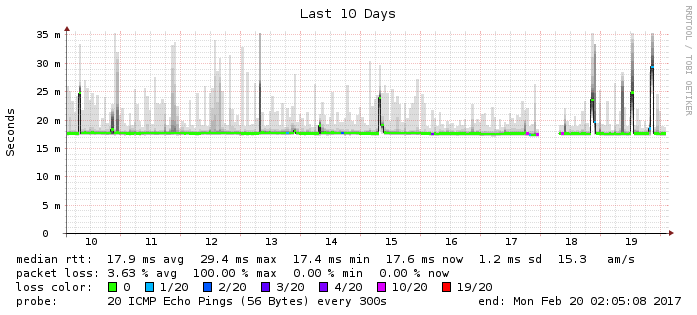 Last 10 Days
RRDTOOL / TOBI OETIKER
Seconds
35 m
30 m
25 m
20 m
15 m
10 m
5 m
0
10 11 12 13 14 15 16 17 18 19
median rtt: 17.9 ms avg 29.4 ms max 17.4 ms min 17.6 ms now 1.2 ms sd 15.3 am/s
packet loss: 3.63 % avg 100.00 % max 0.00 % min 0.00 % now
loss color: 0 1/20 2/20 3/20 4/20 10/20 19/20
probe: 20 ICMP Echo Pings (56 Bytes) every 300s end: Mon Feb 20 02:05:08 2017